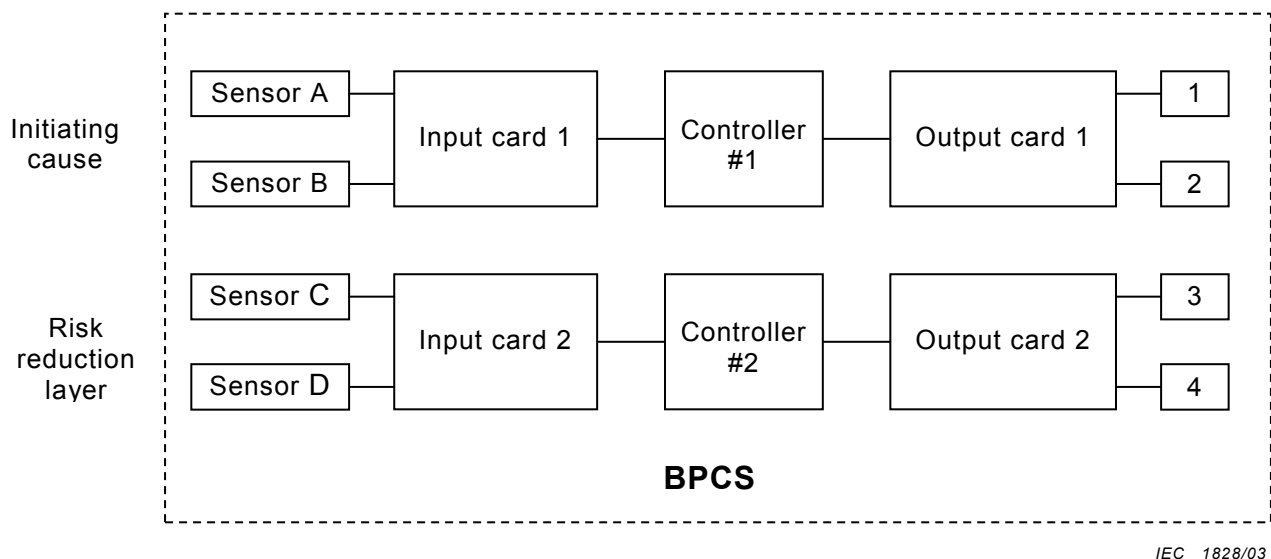 Initiating
cause
Sensor A
Sensor B
Input card 1
Controller
#1
Output card 1
1
2
Risk
reduction
layer
Sensor C
Sensor D
Input card 2
Controller
#2
Output card 2
3
4
BPCS
IEC 1828/03